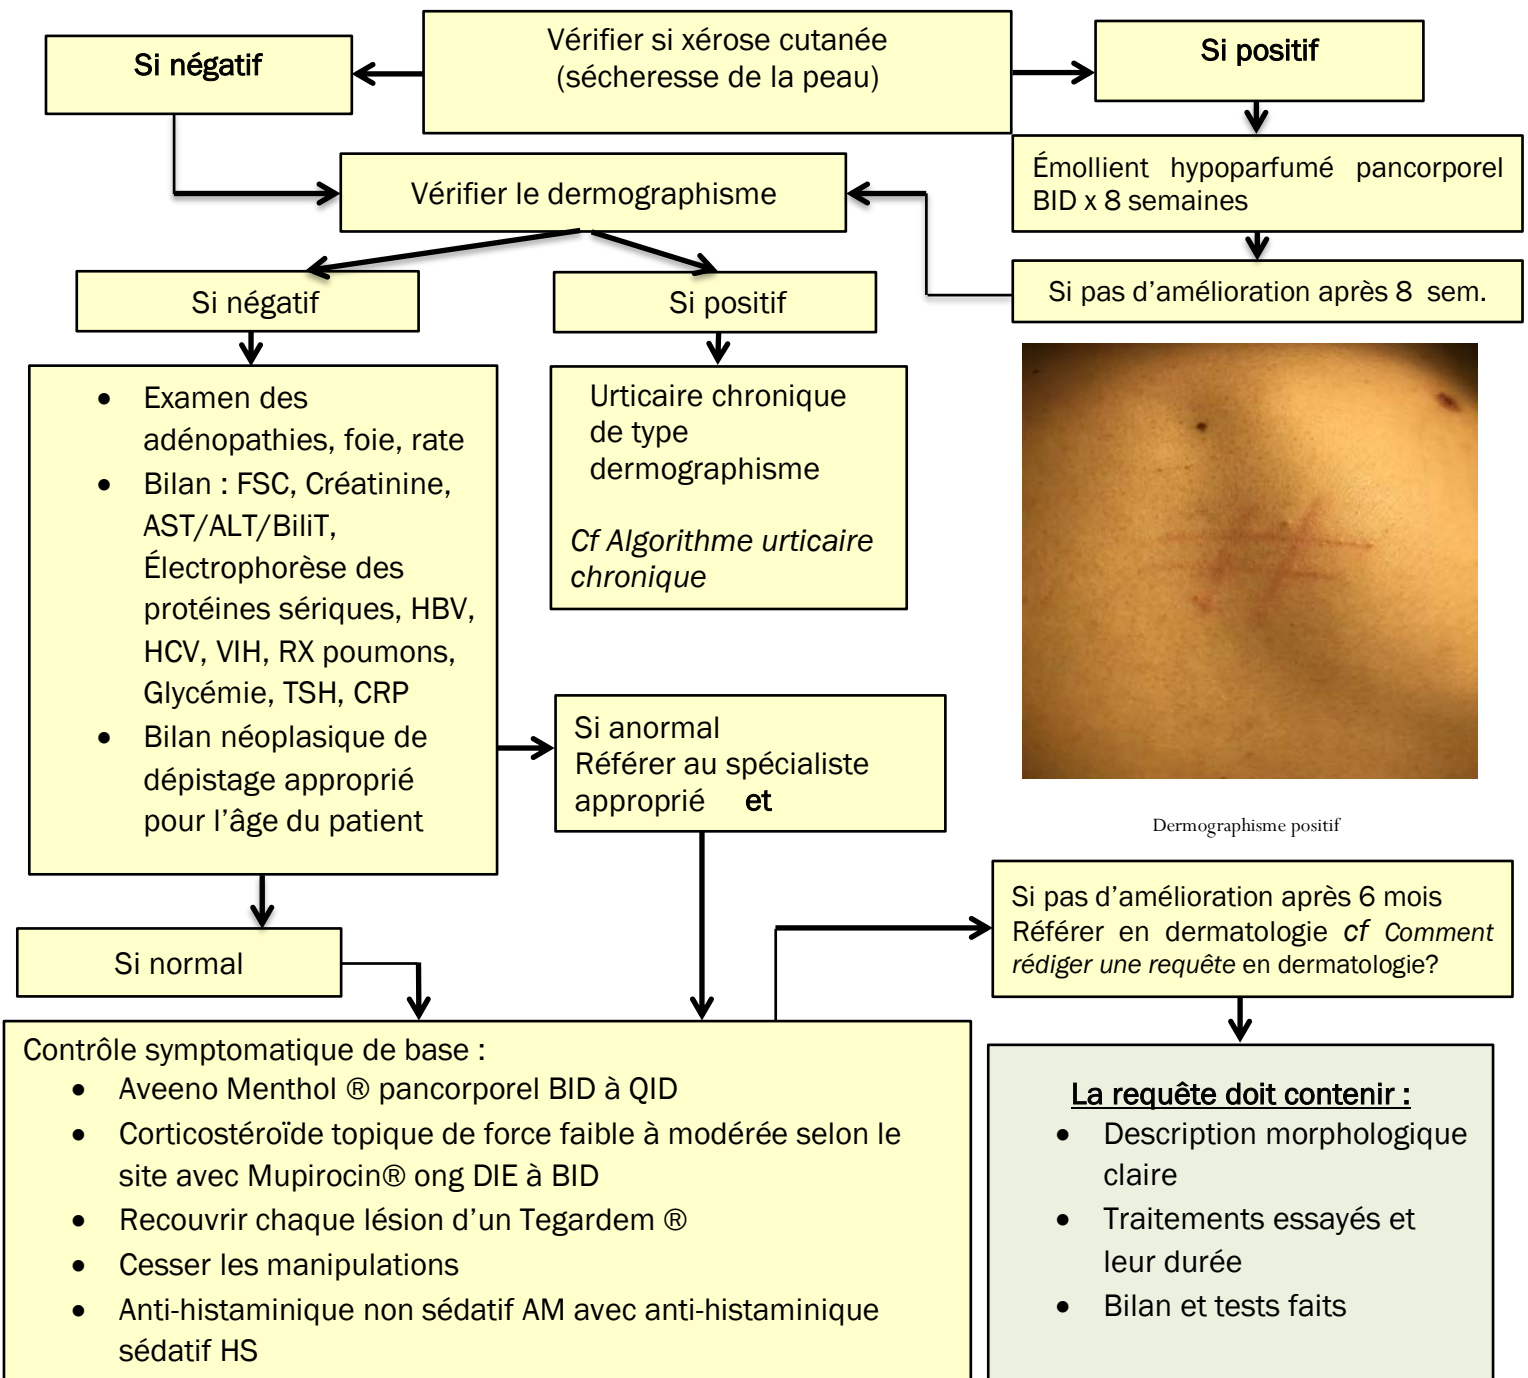 Vérifier si xérose cutanée
(sécheresse de la peau)
Si négatif
Si positif
Émollient hypoparfumé pancorporel
BID x 8 semaines
Si pas d'amélioration après 8 sem.
Vérifier le dermographisme
Si négatif
Si positif
• Examen des
adénopathies, foie, rate
• Bilan : FSC, Créatinine,
AST/ALT/BiliT,
Électrophorèse des
protéines sériques, HBV,
HCV, VIH, RX poumons,
Glycémie, TSH, CRP
• Bilan néoplasique de
dépistage approprié
pour l'âge du patient
Urticaire chronique
de type
dermographisme
Cf Algorithme urticaire
chronique
Dermographisme positif
Si anormal
Référer au spécialiste
approprié et
Si normal
Contrôle symptomatique de base :
• Aveeno Menthol ® pancorporel BID à QID
• Corticostéroïde topique de force faible à modérée selon le
site avec Mupirocin® ong DIE à BID
• Recouvrir chaque lésion d'un Tegardem ®
• Cesser les manipulations
• Anti-histaminique non sédatif AM avec anti-histaminique
sédatif HS
Si pas d'amélioration après 6 mois
Référer en dermatologie cf Comment
rédiger une requête en dermatologie?
La requête doit contenir :
• Description morphologique
claire
• Traitements essayés et
leur durée
• Bilan et tests faits